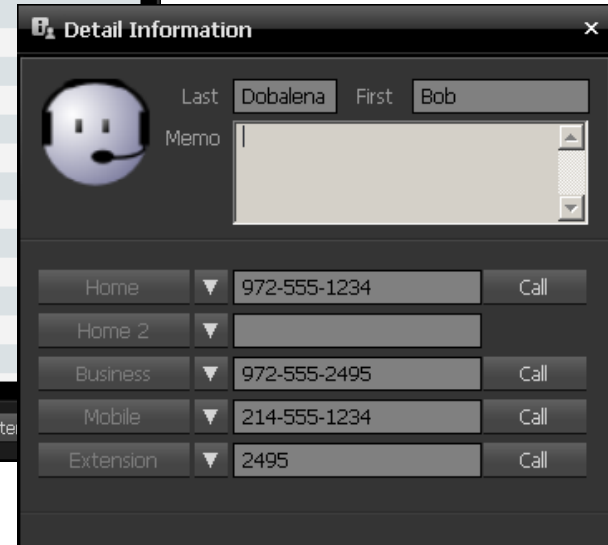 Detail Information
Last Dobalena First Bob
Memo
Home 972-555-1234 Call
Home 2
Business 972-555-2495 Call
Mobile 214-555-1234 Call
Extension 2495 Call